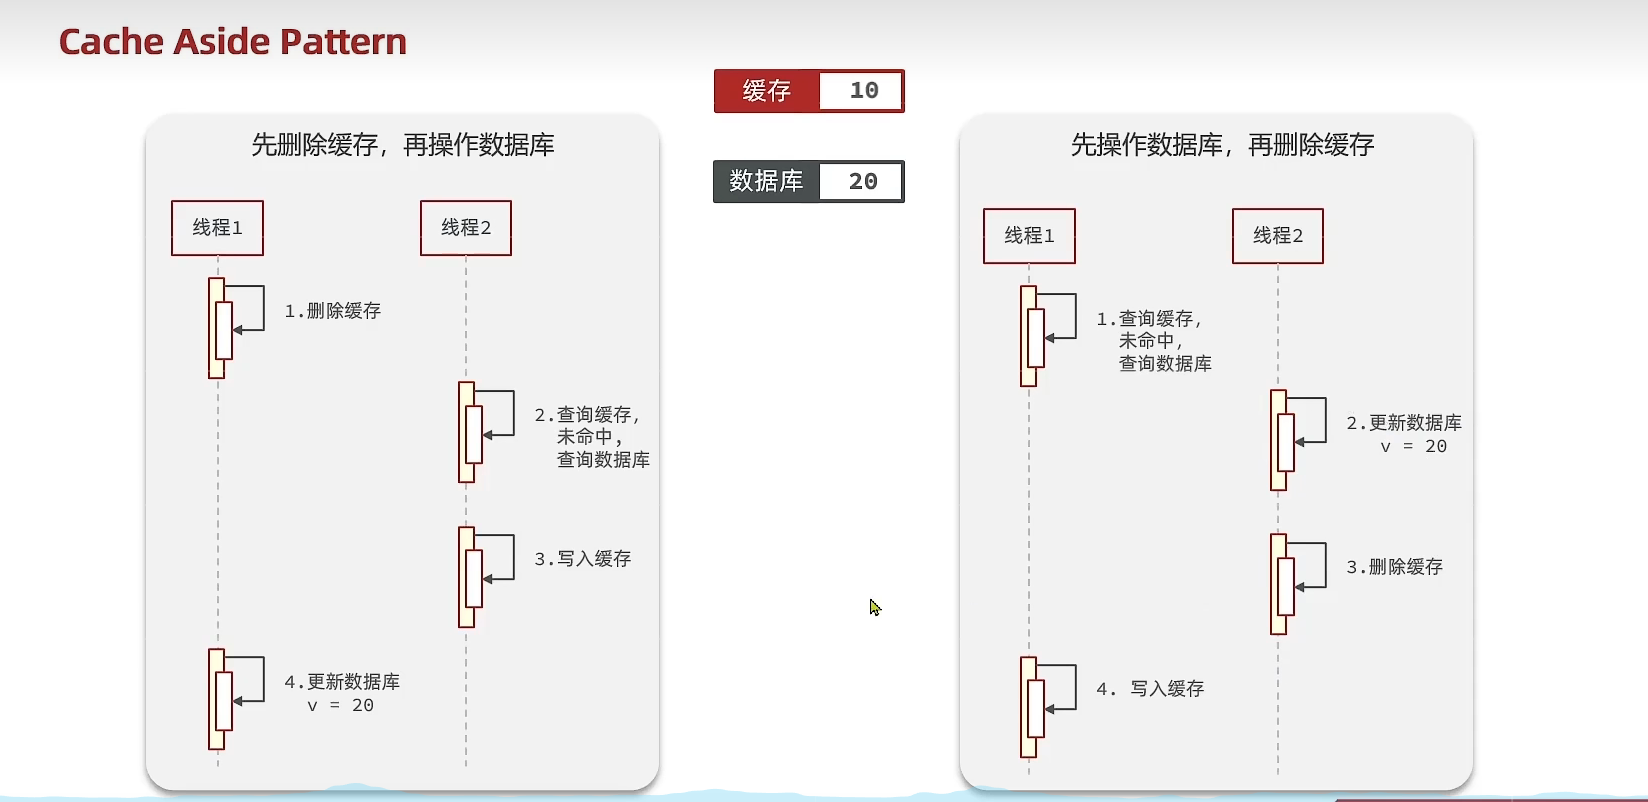 Cache Aside Pattern
缓存 10
数据库 20
先删除缓存，再操作数据库
线程1
线程2
1.删除缓存
2.查询缓存，
未命中，
查询数据库
3.写入缓存
4.更新数据库
v = 20
先操作数据库，再删除缓存
线程1
线程2
1.查询缓存，
未命中，
查询数据库
2.更新数据库
v = 20
3.删除缓存
4. 写入缓存